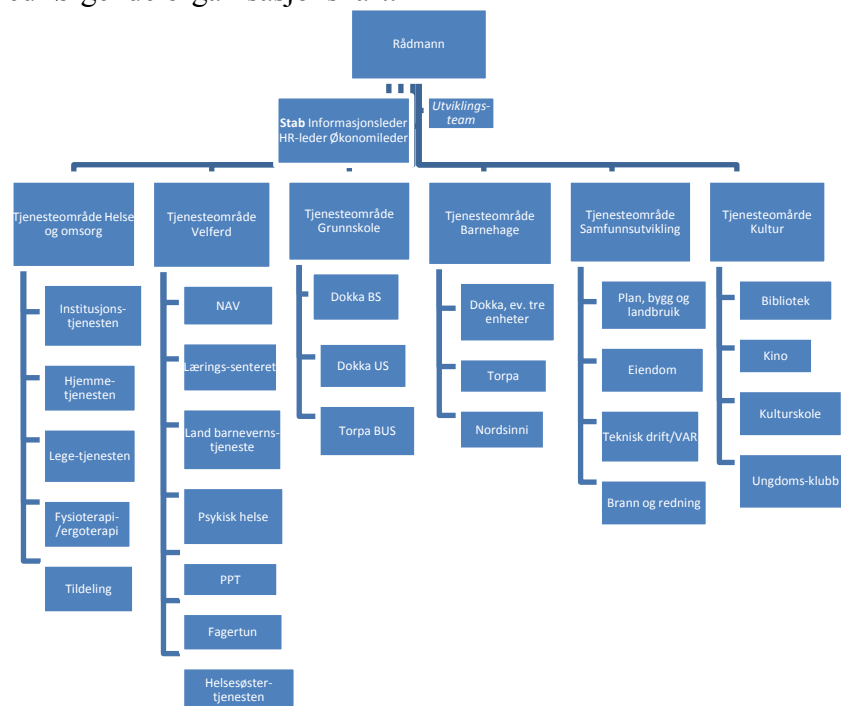 Rådmann
Utviklings-
team
Stab Informasjonsleder
HR-leder Økonomileder
Tjenesteområde Helse
og omsorg
Institusjons-
tjenesten
Hjemme-
tjenesten
Lege-tjenesten
Fysioterapi-
/ergoterapi
Tildeling
Tjenesteområde
Velferd
NAV
Lærings-senteret
Land barneverns-
tjeneste
Psykisk helse
PPT
Fagertun
Helsesøster-
tjenesten
Tjenesteområde
Grunnskole
Dokka BS
Dokka US
Torpa BUS
Tjenesteområde
Barnehage
Dokka, ev. tre
enheter
Torpa
Nordsinni
Tjenesteområde
Samfunnsutvikling
Plan, bygg og
landbruik
Eiendom
Teknisk drift/VAR
Brann og redning
Tjenesteomårde
Kultur
Bibliotek
Kino
Kulturskole
Ungdoms-klubb